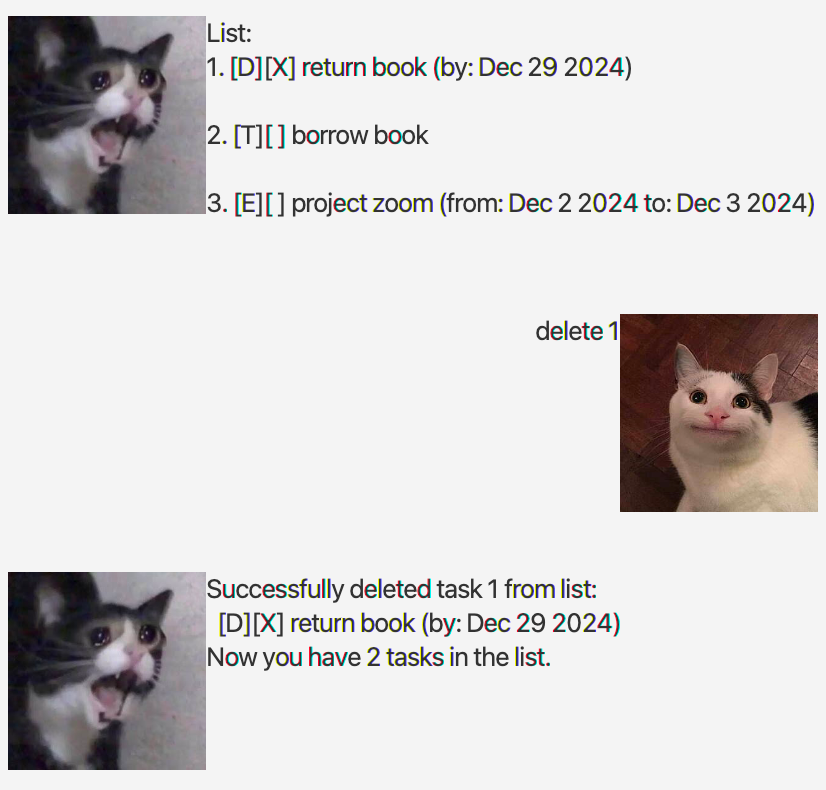 List:
1. [D][X] return book (by: Dec 29 2024)
2. [T][ ] borrow book
3. [E][ ] project zoom (from: Dec 2 2024 to: Dec 3 2024)
delete 1
Successfully deleted task 1 from list:
[D][X] return book (by: Dec 29 2024)
Now you have 2 tasks in the list.